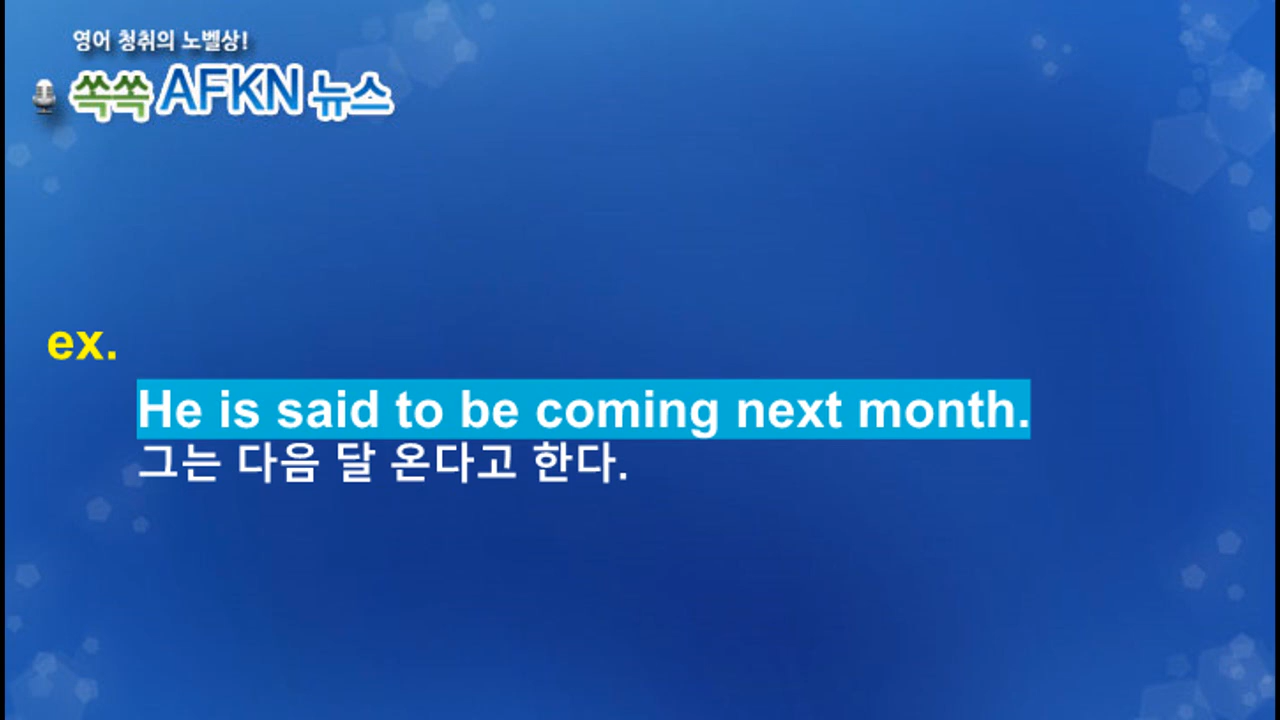 영어 청취의 노벨상!
쏙쏙 AFKN 뉴스
ex.
He is said to be coming next month.
그는 다음 달 온다고 한다.